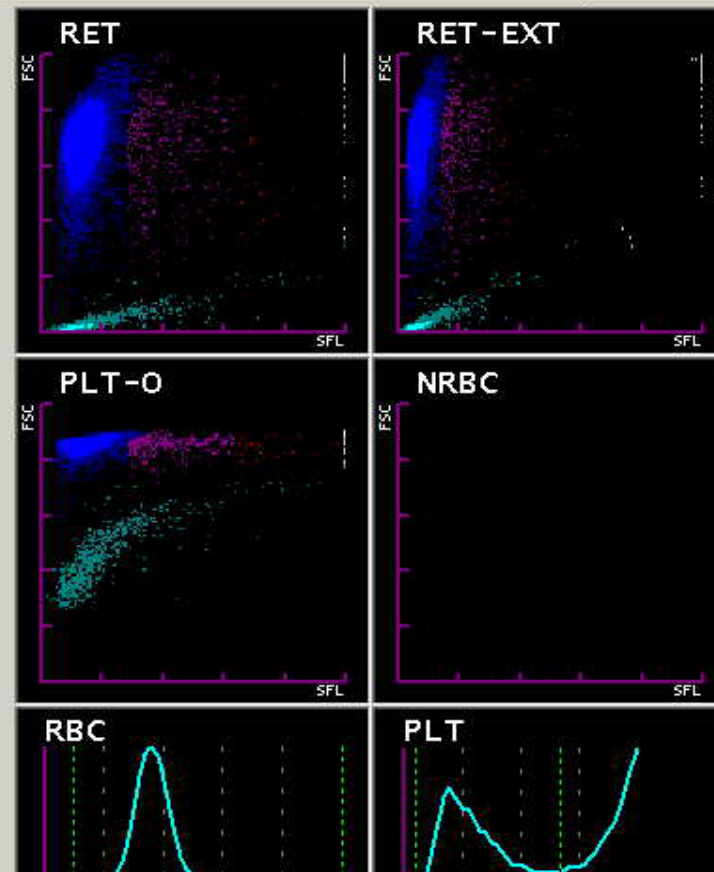 RET
FSC
SFL
RET-EXT
FSC
SFL
PLT-O
FSC
SFL
NRBC
FSC
SFL
RBC
PLT